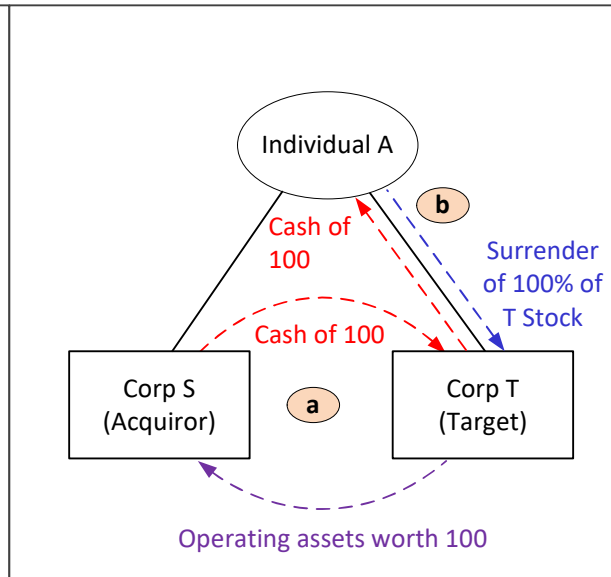 Individual A
b
Cash of
100
Surrender
of 100% of
T Stock
Cash of 100
Corp S
(Acquiror)
a
Corp T
(Target)
Operating assets worth 100